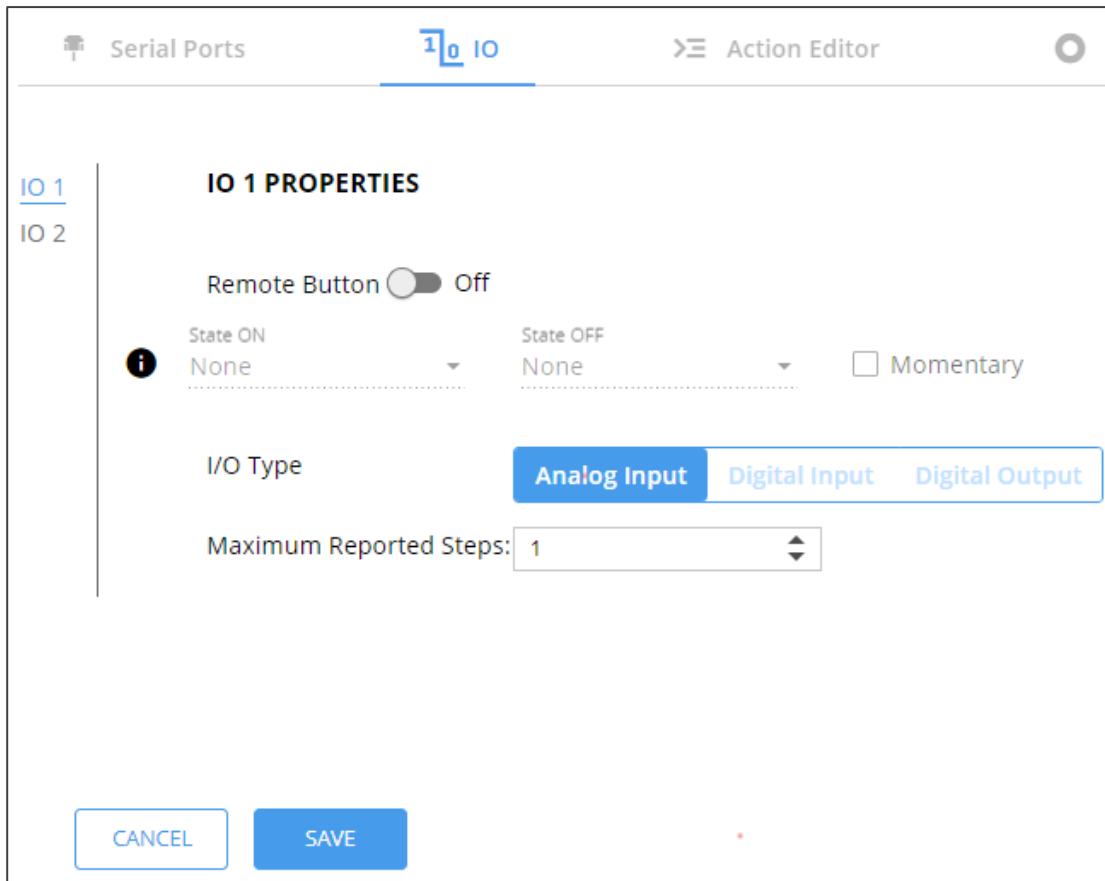 Serial Ports
1 0 IO
Action Editor
IO 1
IO 2
IO 1 PROPERTIES
Remote Button Off
State ON State OFF
None None Momentary
I/O Type Analog Input Digital Input Digital Output
Maximum Reported Steps: 1
CANCEL SAVE